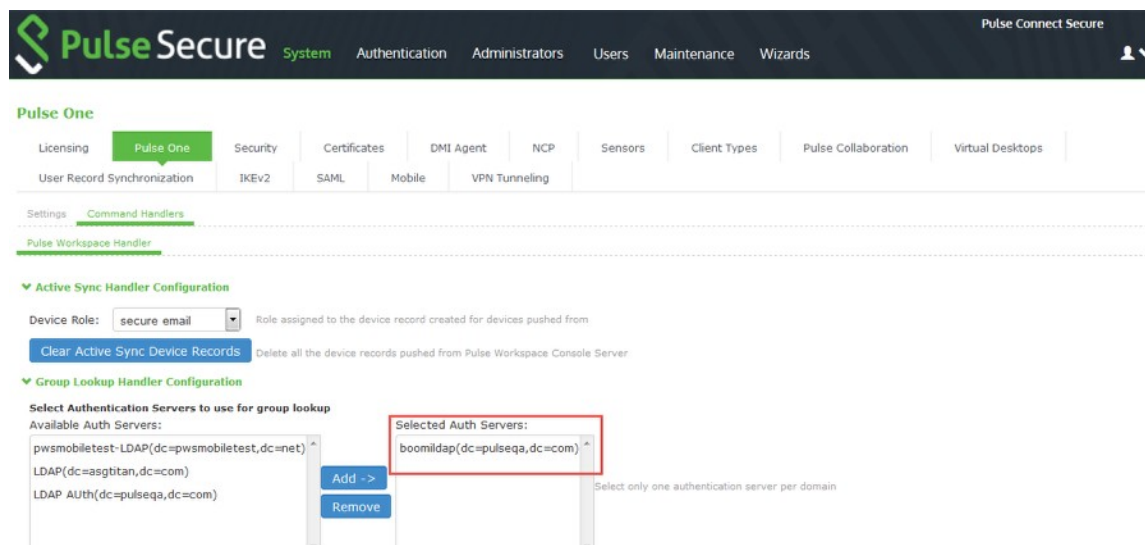 Pulse Connect Secure
Pulse Secure System Authentication Administrators Users Maintenance Wizards
Pulse One
Licensing Pulse One Security Certificates DMI Agent NCP Sensors Client Types Pulse Collaboration Virtual Desktops
User Record Synchronization IKEv2 SAML Mobile VPN Tunneling
Settings Command Handlers
Pulse Workspace Handler
Active Sync Handler Configuration
Device Role: secure email Role assigned to the device record created for devices pushed from
Clear Active Sync Device Records Delete all the device records pushed from Pulse Workspace Console Server
Group Lookup Handler Configuration
Select Authentication Servers to use for group lookup
Available Auth Servers: Selected Auth Servers:
pwsmobiletest-LDAP(dc=pwsmobiletest,dc=net) boomildap(dc=pulseqa,dc=com)
LDAP(dc=asgtitan,dc=com)
Add ->
LDAP AUth(dc=pulseqa,dc=com) Select only one authentication server per domain
Remove